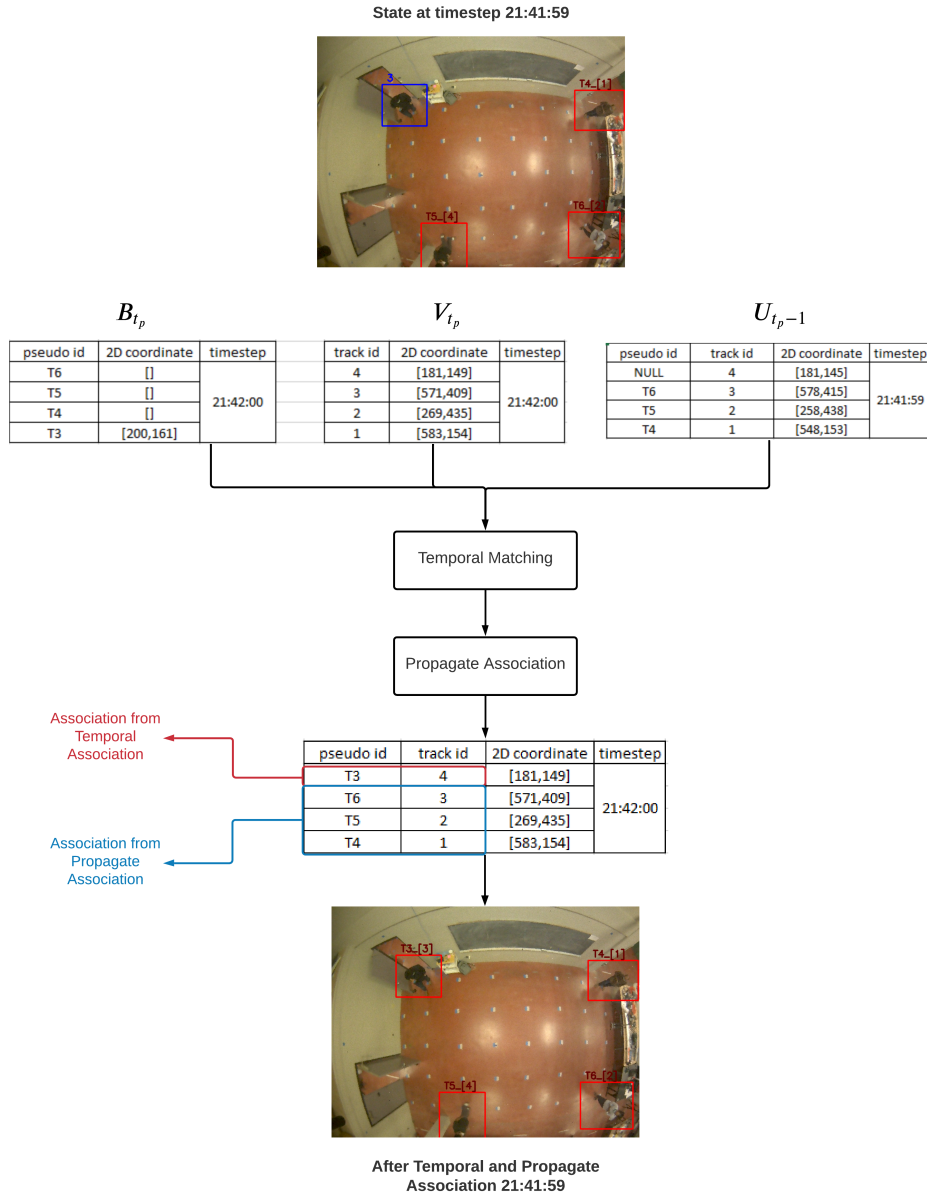 State at timestep 21:41:59
3
T4_[1]
T5_[4]
T6_[2]
B_{t_p}
V_{t_p}
U_{t_p-1}
pseudo id 2D coordinate timestep
T6 []
T5 []
T4 []
T3 [200,161]
21:42:00
track id 2D coordinate timestep
4 [181,149]
3 [571,409]
2 [269,435]
1 [583,154]
21:42:00
pseudo id track id 2D coordinate timestep
NULL 4 [181,145]
T6 3 [578,415]
T5 2 [258,438]
T4 1 [548,153]
21:41:59
Temporal Matching
Propagate Association
Association from
Temporal
Association
Association from
Propagate
Association
pseudo id track id 2D coordinate timestep
T3 4 [181,149]
T6 3 [571,409]
T5 2 [269,435]
T4 1 [583,154]
21:42:00
T3_[3]
T4_[1]
T5_[4]
T6_[2]
After Temporal and Propagate
Association 21:41:59